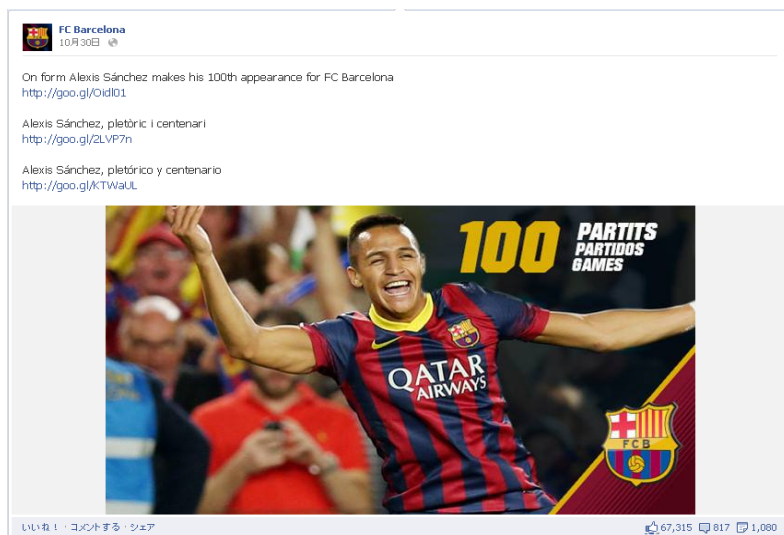 FC Barcelona
10月30日
On form Alexis Sánchez makes his 100th appearance for FC Barcelona
http://goo.gl/Oidl01
Alexis Sánchez, pletòric i centenari
http://goo.gl/2LVP7n
Alexis Sánchez, pletórico y centenario
http://goo.gl/KTWaUL
100 PARTITS
PARTIDOS
GAMES
QATAR
AIRWAYS
FCB
いいね！ · コメントする · シェア
67,315 817 1,080